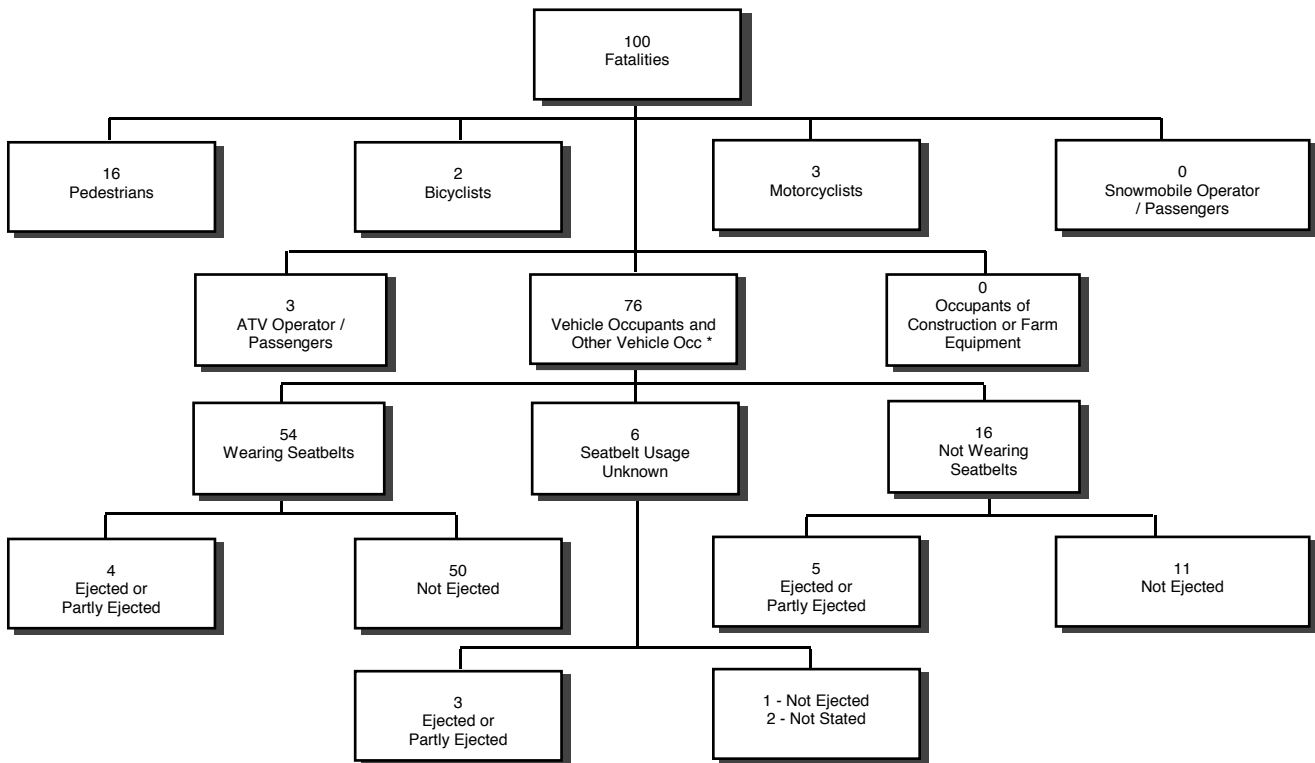 100
Fatalities
16
Pedestrians
2
Bicyclists
3
Motorcyclists
0
Snowmobile Operator
/ Passengers
3
ATV Operator /
Passengers
76
Vehicle Occupants and
Other Vehicle Occ *
0
Occupants of
Construction or Farm
Equipment
54
Wearing Seatbelts
6
Seatbelt Usage
Unknown
16
Not Wearing
Seatbelts
4
Ejected or
Partly Ejected
50
Not Ejected
5
Ejected or
Partly Ejected
11
Not Ejected
3
Ejected or
Partly Ejected
1 - Not Ejected
2 - Not Stated